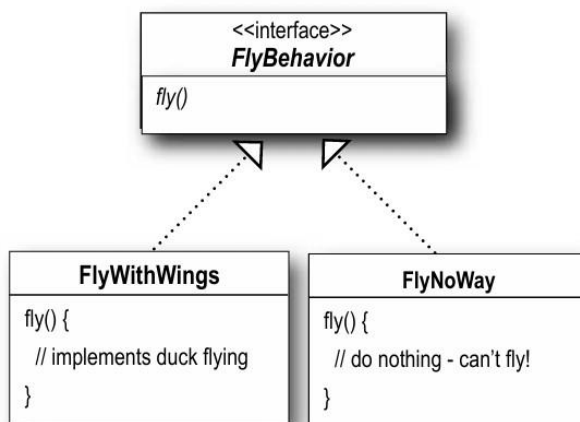 <<interface>>
FlyBehavior
fly()
FlyWithWings
fly() {
// implements duck flying
}
FlyNoWay
fly() {
// do nothing - can't fly!
}